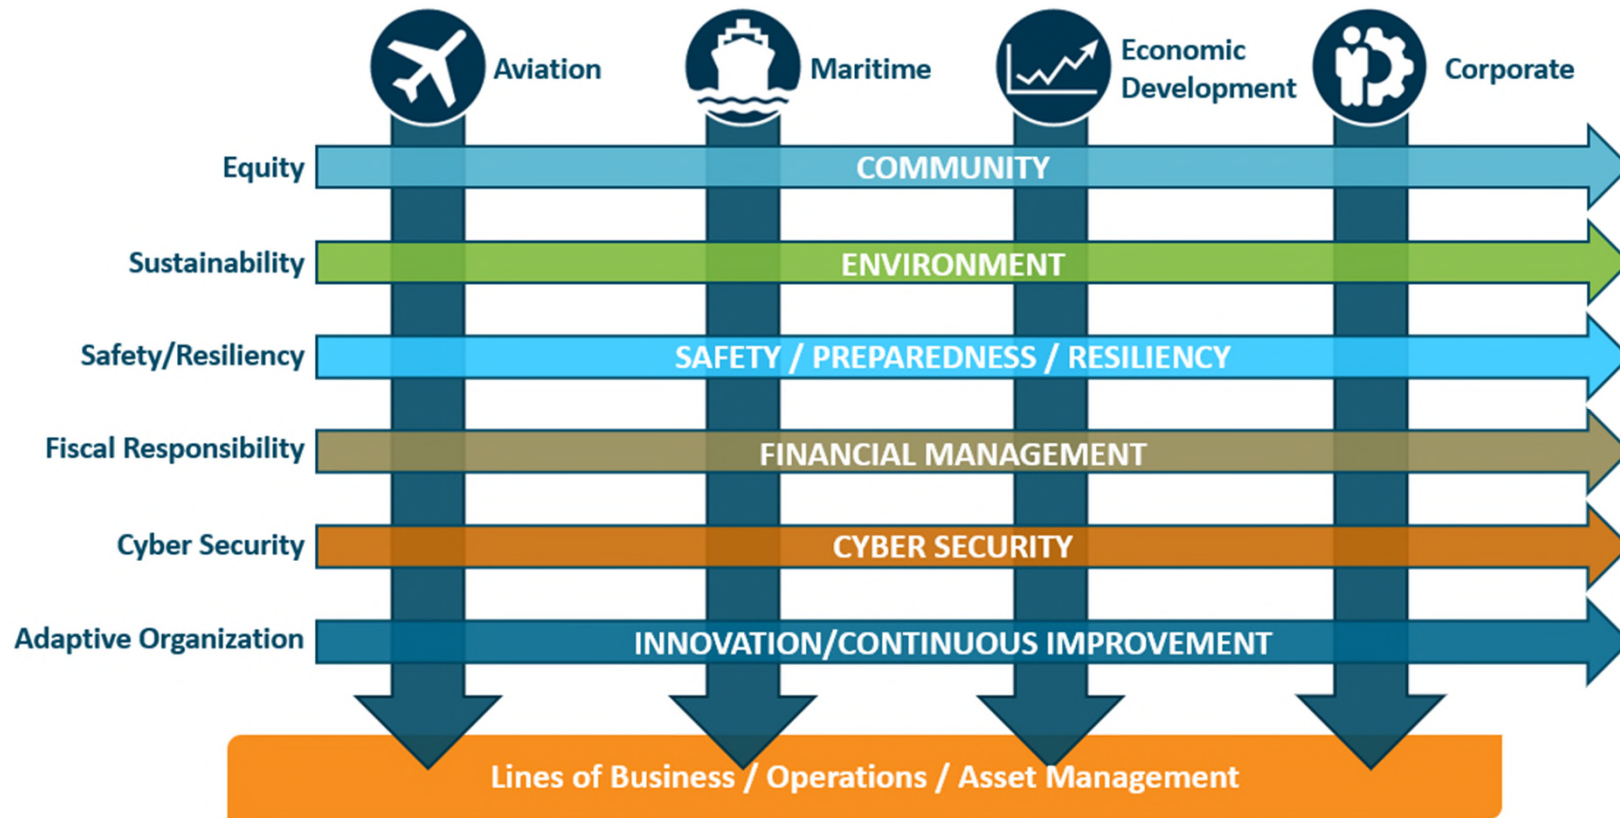 Aviation
Maritime
Economic
Development
Corporate
Equity
COMMUNITY
Sustainability
ENVIRONMENT
Safety/Resiliency
SAFETY / PREPAREDNESS / RESILIENCY
Fiscal Responsibility
FINANCIAL MANAGEMENT
Cyber Security
CYBER SECURITY
Adaptive Organization
INNOVATION/CONTINUOUS IMPROVEMENT
Lines of Business / Operations / Asset Management